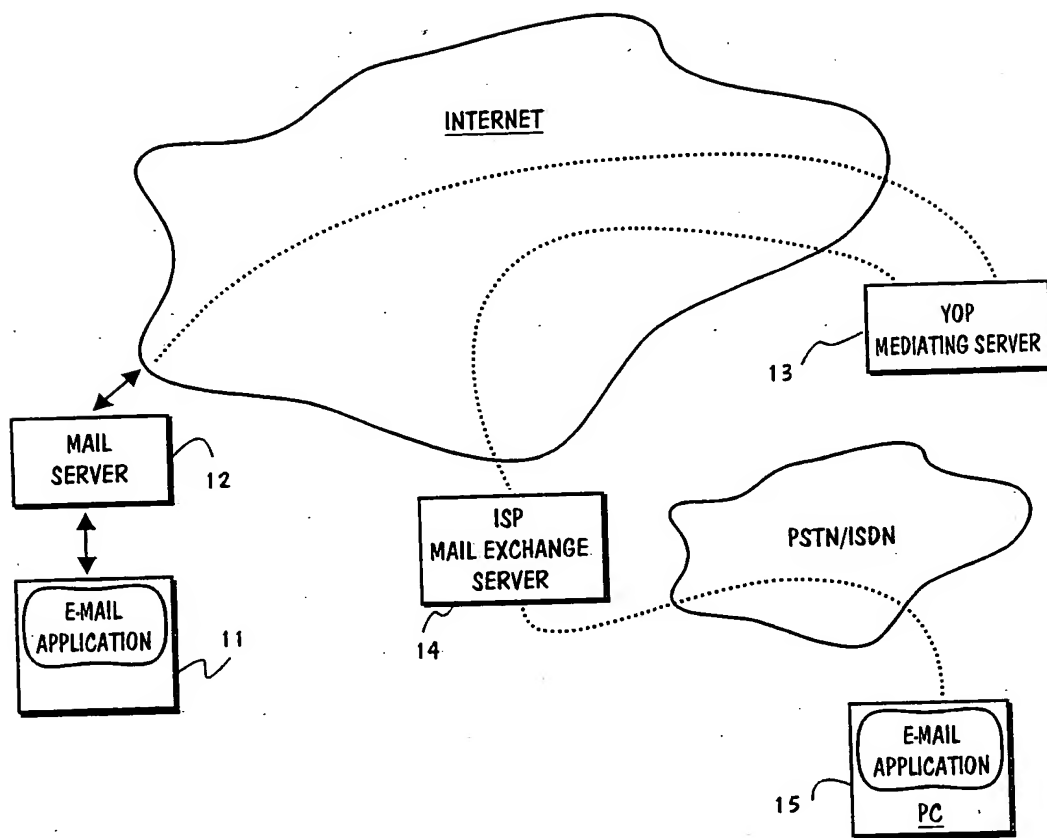 INTERNET
YOP
MEDIATING SERVER
13
MAIL
SERVER
12
ISP
MAIL EXCHANGE
SERVER
14
PSTN/ISDN
E-MAIL
APPLICATION
11
E-MAIL
APPLICATION
PC
15